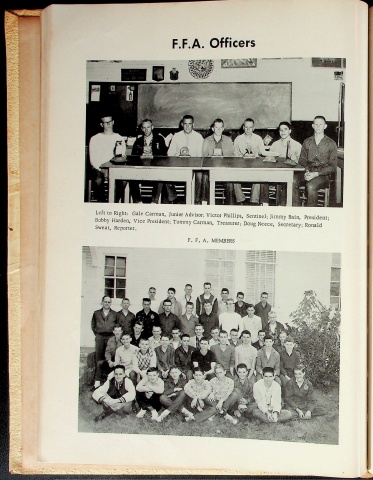 F.F.A. Officers
Left to Right: Gale Carman, Junior Advisor; Victor Phillips, Sentinel; Jimmy Bain, President;
Bobby Harden, Vice President; Tommy Carman, Treasurer; Doug Neece, Secretary; Ronald
Sweat, Reporter.
F. F. A. MEMBERS